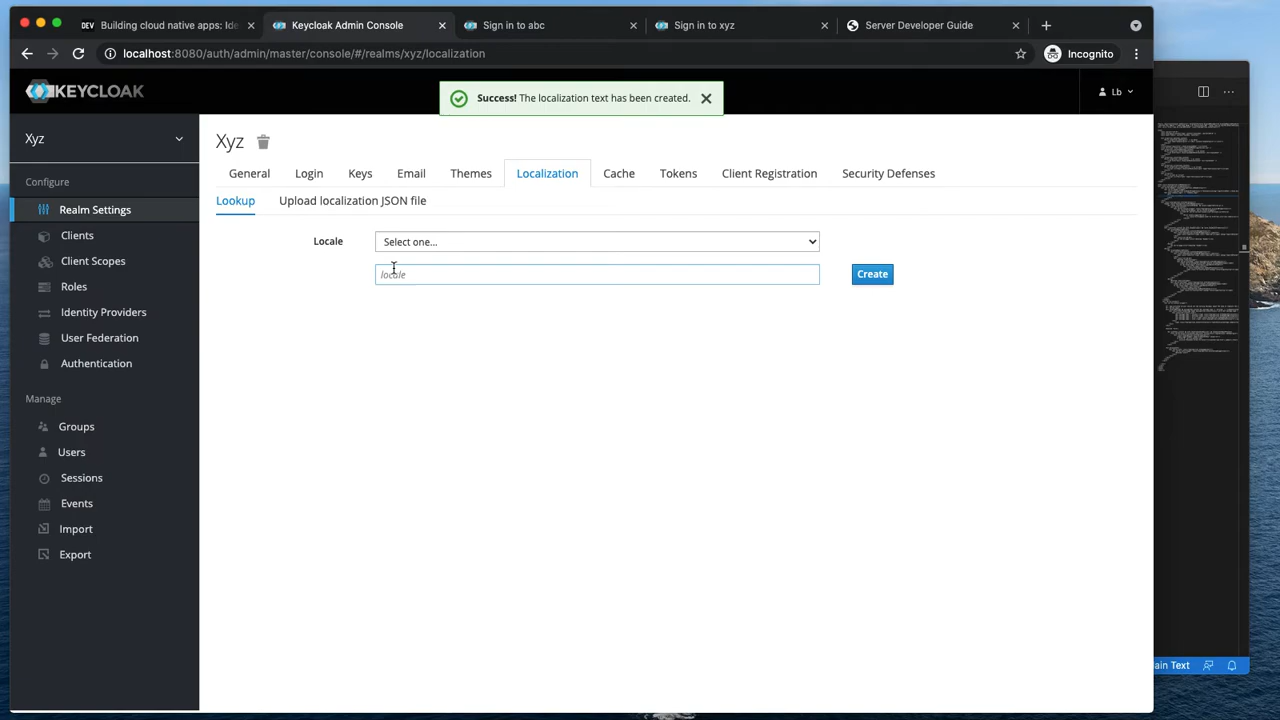 DEV Building cloud native apps: Ide
Keycloak Admin Console
Sign in to abc
Sign in to xyz
Server Developer Guide
localhost:8080/auth/admin/master/console/#/realms/xyz/localization
Incognito
KEYCLOAK
Success! The localization text has been created.
Lb
Xyz
Configure
Realm Settings
Clients
Client Scopes
Roles
Identity Providers
User Federation
Authentication
Manage
Groups
Users
Sessions
Events
Import
Export
Xyz
General Login Keys Email Themes Localization Cache Tokens Client Registration Security Defenses
Lookup Upload localization JSON file
Locale Select one...
locale Create
ain Text